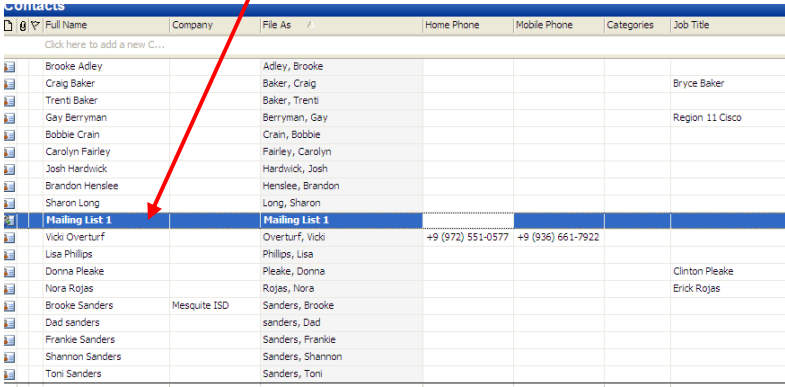 Contacts
Full Name Company File As Home Phone Mobile Phone Categories Job Title
Click here to add a new C...
Brooke Adley Adley, Brooke
Craig Baker Baker, Craig Bryce Baker
Trenti Baker Baker, Trenti
Gay Berryman Berryman, Gay Region 11 Cisco
Bobbie Crain Crain, Bobbie
Carolyn Fairley Fairley, Carolyn
Josh Hardwick Hardwick, Josh
Brandon Henslee Henslee, Brandon
Sharon Long Long, Sharon
Mailing List 1 Mailing List 1
Vicki Overturf Overturf, Vicki +9 (972) 551-0577 +9 (936) 661-7922
Lisa Phillips Phillips, Lisa
Donna Pleake Pleake, Donna Clinton Pleake
Nora Rojas Rojas, Nora Erick Rojas
Brooke Sanders Mesquite ISD Sanders, Brooke
Dad sanders sanders, Dad
Frankie Sanders Sanders, Frankie
Shannon Sanders Sanders, Shannon
Toni Sanders Sanders, Toni